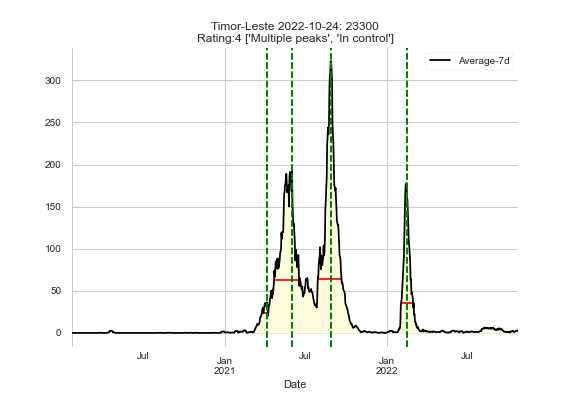 Timor-Leste 2022-10-24: 23300
Rating:4 ['Multiple peaks', 'In control']
Average-7d
300
250
200
150
100
50
0
Jul
Jan
2021
Jul
Jan
2022
Jul
Date